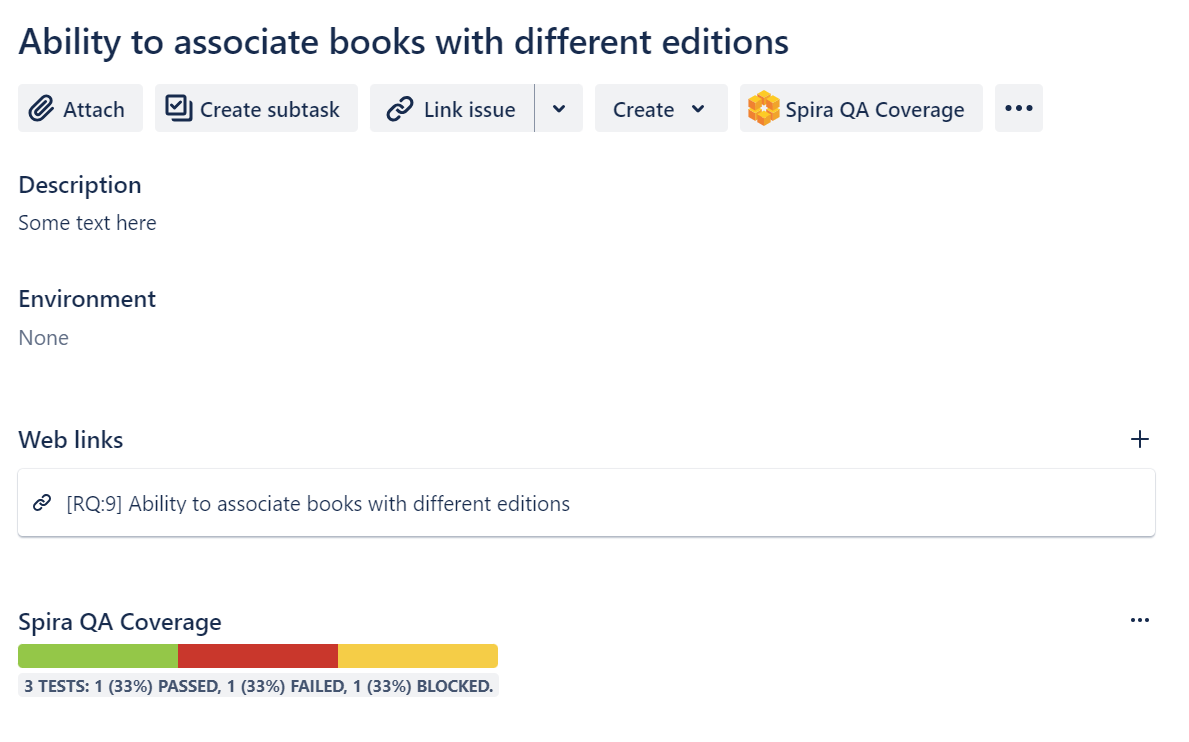 Ability to associate books with different editions
Attach Create subtask Link issue Create Spira QA Coverage
Description
Some text here
Environment
None
Web links
[RQ:9] Ability to associate books with different editions
Spira QA Coverage
3 TESTS: 1 (33%) PASSED, 1 (33%) FAILED, 1 (33%) BLOCKED.